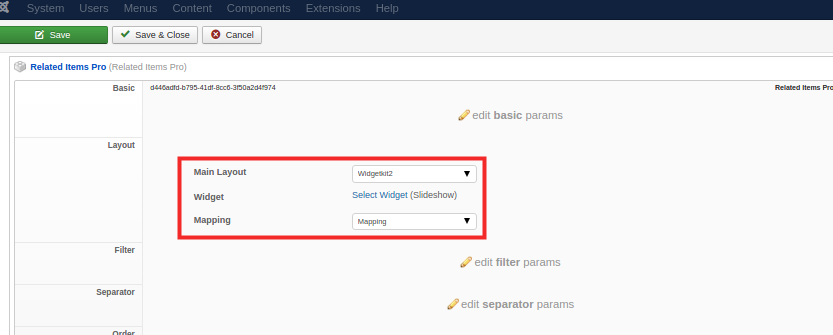 System Users Menus Content Components Extensions Help
Save Save & Close Cancel
Related Items Pro (Related Items Pro)
Basic d446adfd-b795-41df-8cc6-3f50a2d4f974 Related Items Pro
edit basic params
Layout
Main Layout Widgetkit2
Widget Select Widget (Slideshow)
Mapping Mapping
Filter
edit filter params
Separator
edit separator params
Order